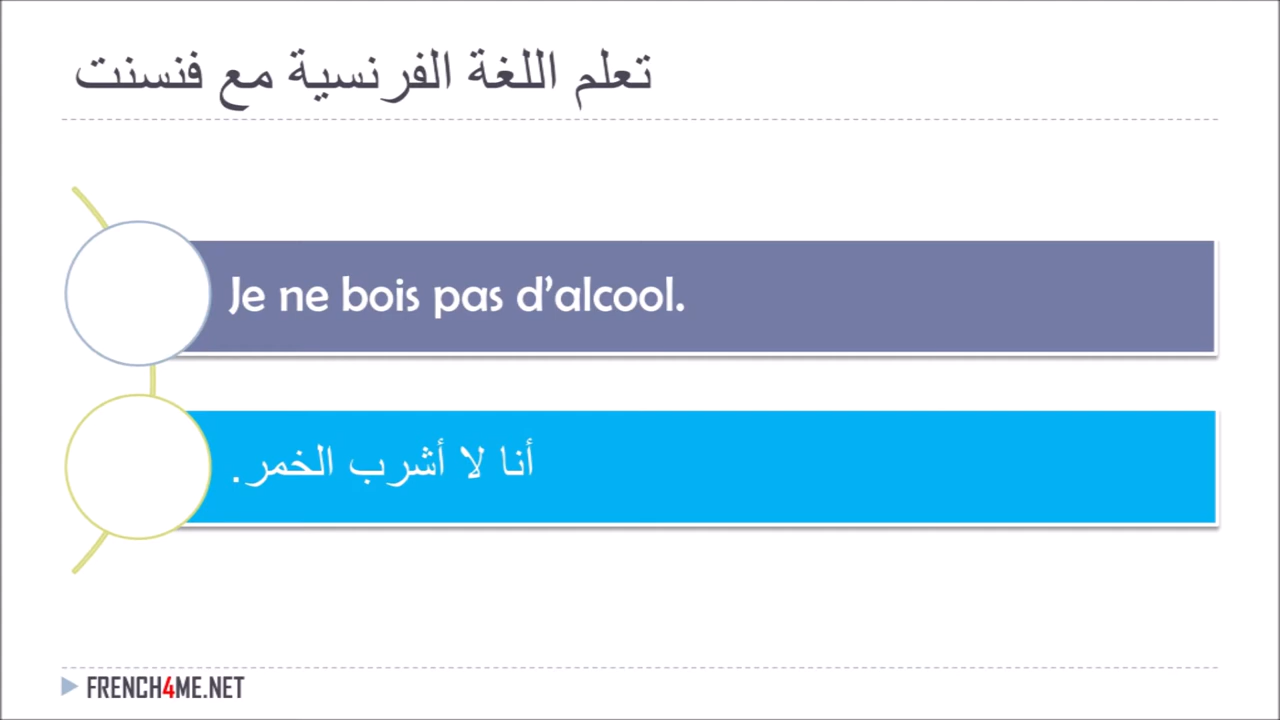 تعلم اللغة الفرنسية مع فنسنت
Je ne bois pas d’alcool.
أنا لا أشرب الخمر.
FRENCH4ME.NET